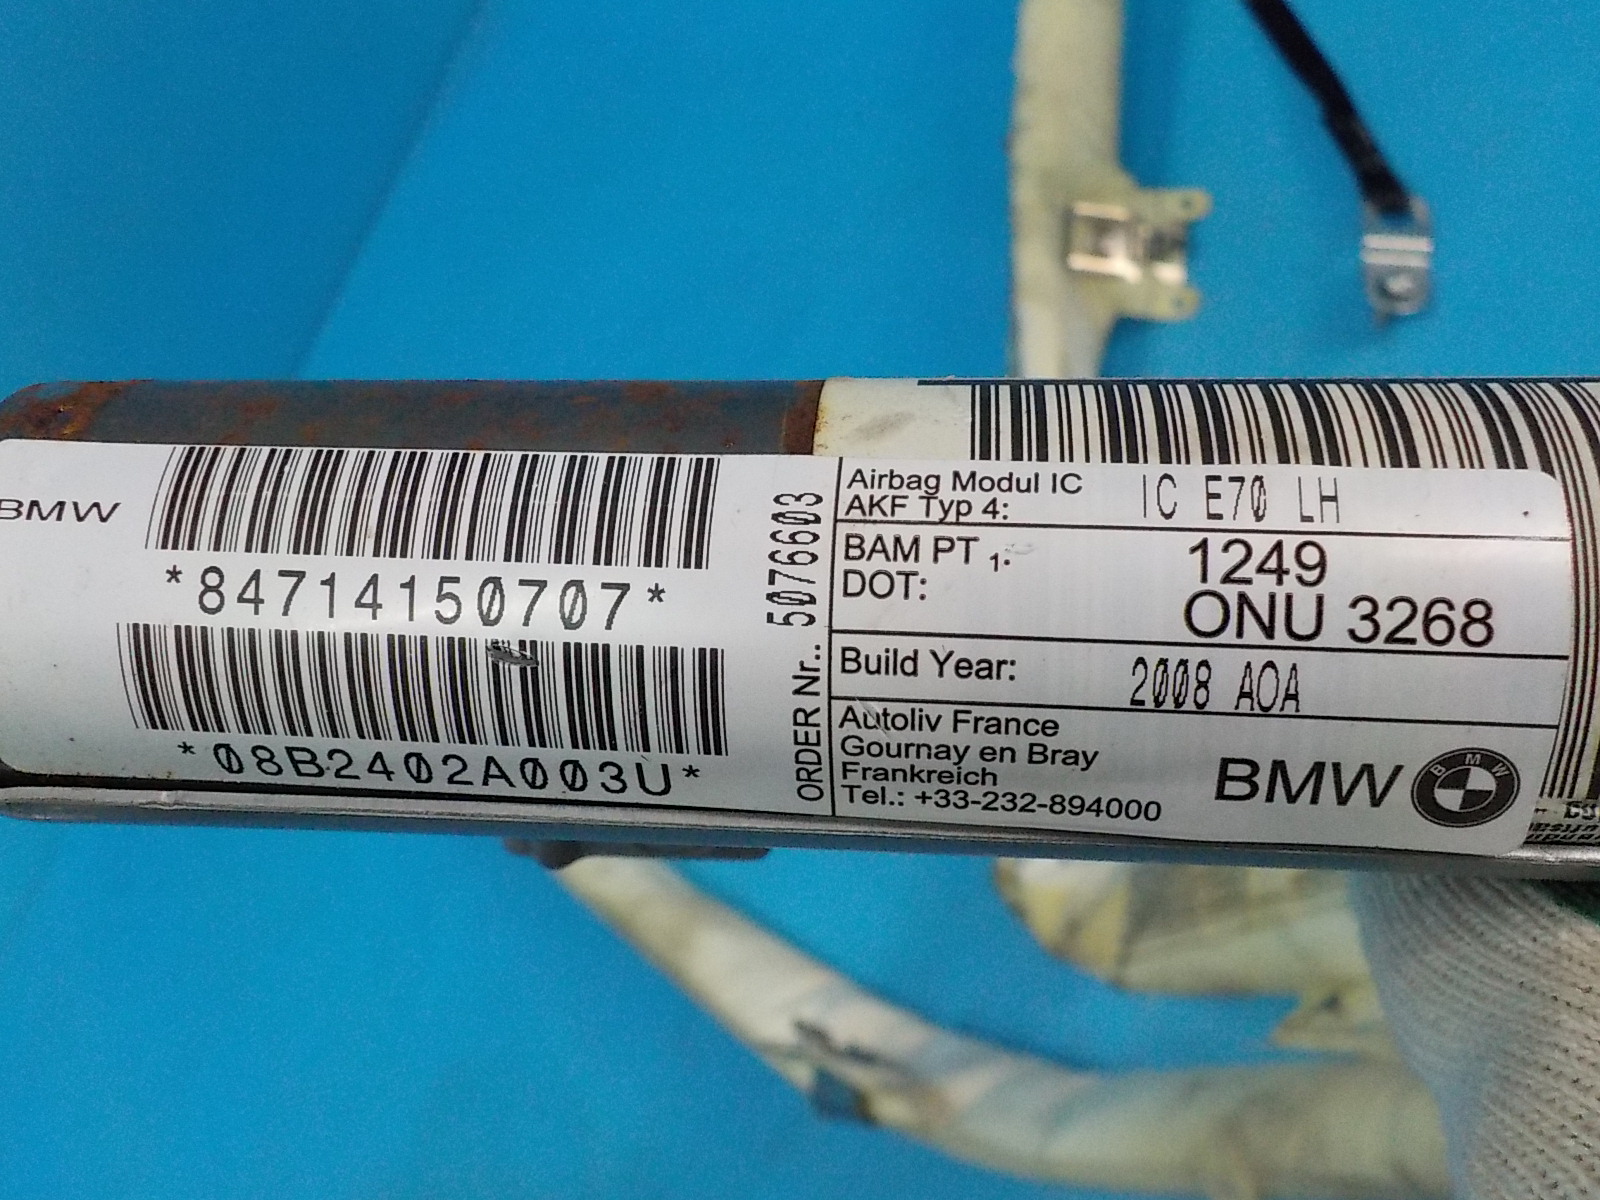 BMW
*84714150707*
*08B2402A003U*
ORDER Nr.. 5076603
Airbag Modul IC
AKF Typ 4: IC E70 LH
BAM PT 1: 1249
DOT: ONU 3268
Build Year: 2008 AOA
Autoliv France
Gournay en Bray
Frankreich
Tel.: +33-232-894000
BMW
BMW